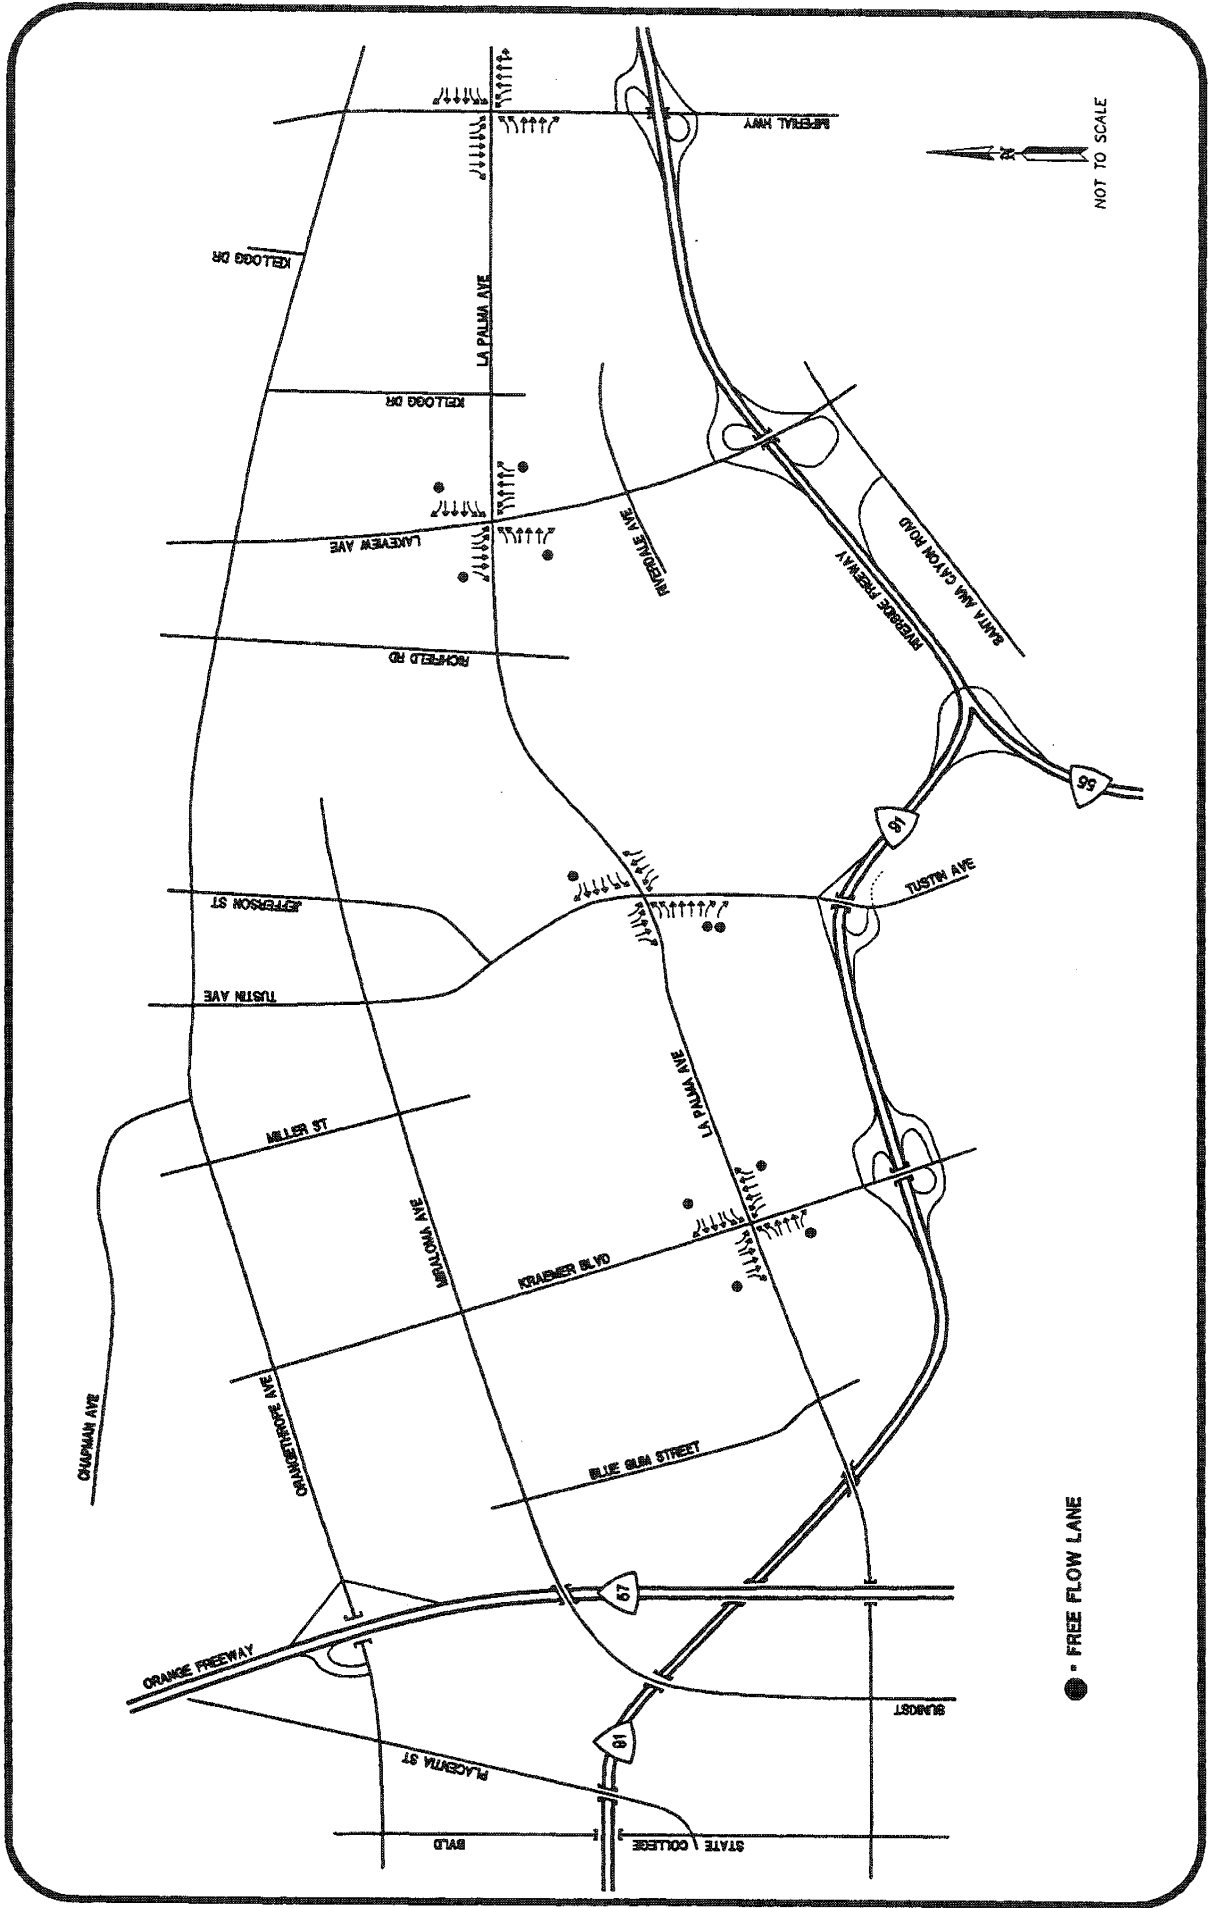 IMPERIAL HWY
NOT TO SCALE
N
KELLOGG DR
LA PALMA AVE
KELLOGG DR
LAKEVIEW AVE
RIVERDALE AVE
RIVERSIDE FREEWAY
SANTA ANA CAYON ROAD
RICHFIELD RD
55
91
TUSTIN AVE
JEFFERSON ST
TUSTIN AVE
LA PALMA AVE
MILLER ST
MIRALOMA AVE
KRAEMER BLVD
CHAPMAN AVE
ORANGETHROPE AVE
BLUE GUM STREET
57
ORANGE FREEWAY
PLACENTIA ST
91
SUNKIST
STATE COLLEGE
BVLD
- FREE FLOW LANE